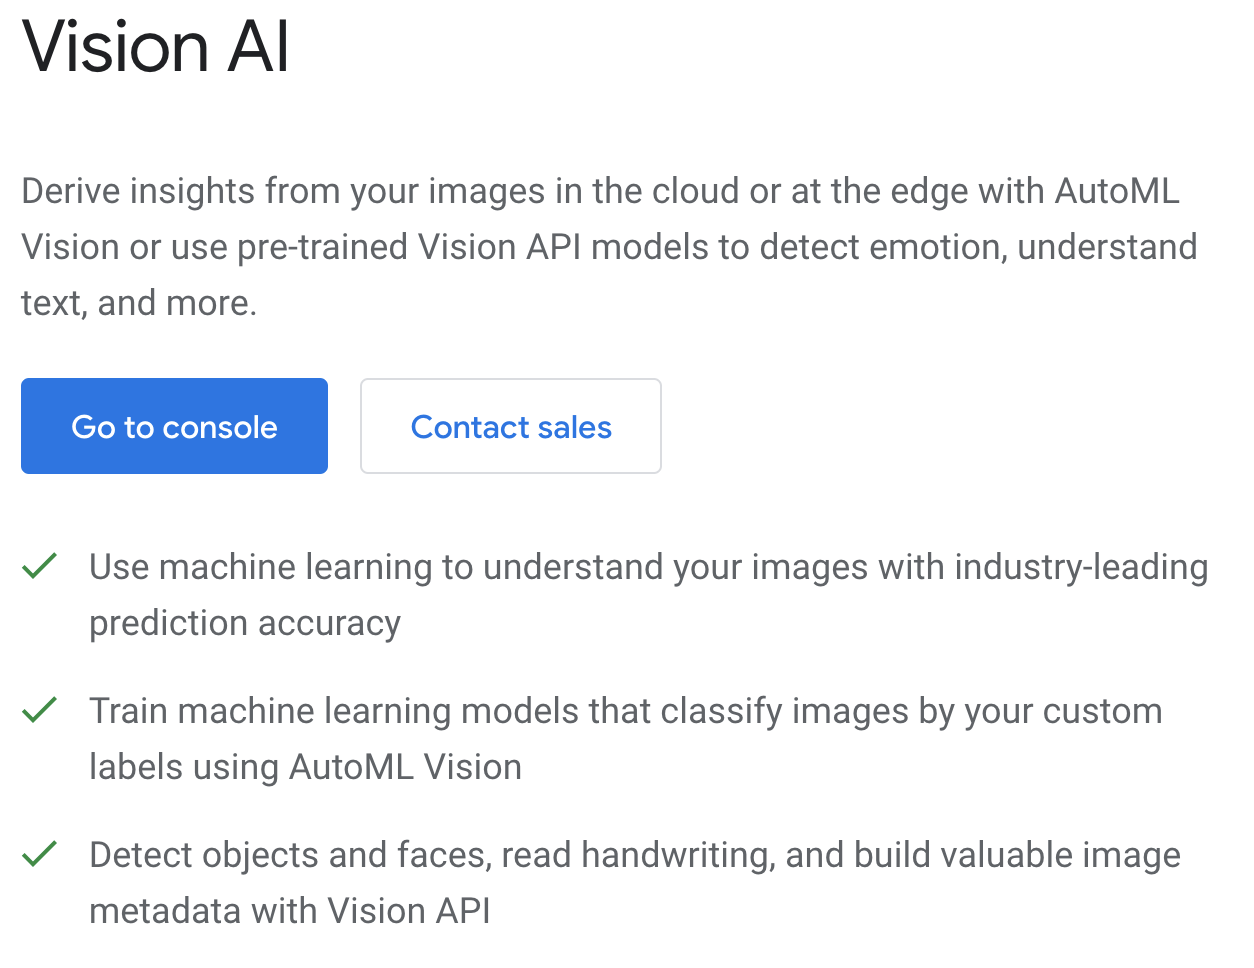 Vision AI
Derive insights from your images in the cloud or at the edge with AutoML
Vision or use pre-trained Vision API models to detect emotion, understand
text, and more.
Go to console
Contact sales
Use machine learning to understand your images with industry-leading
prediction accuracy
Train machine learning models that classify images by your custom
labels using AutoML Vision
Detect objects and faces, read handwriting, and build valuable image
metadata with Vision API